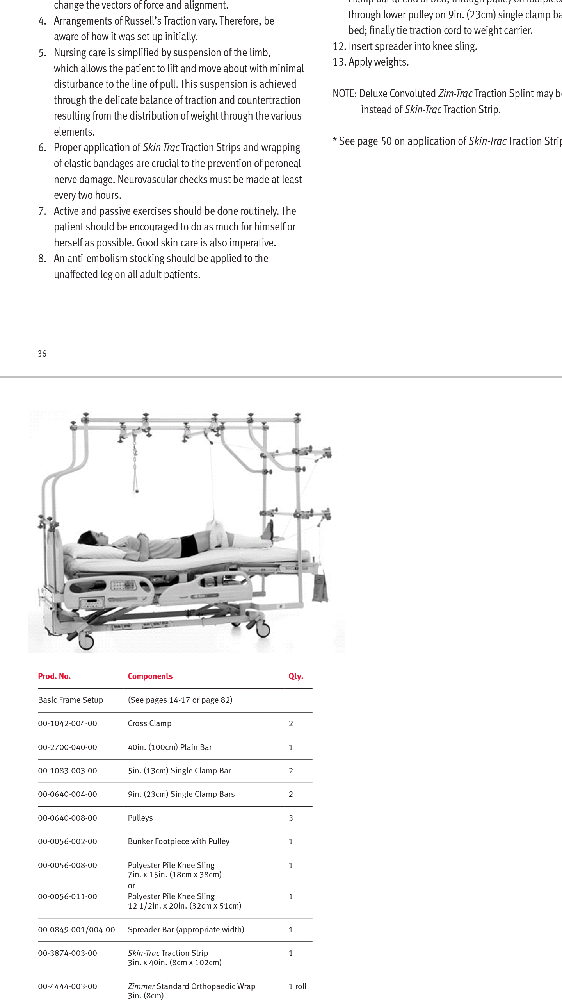 change the vectors of force and alignment.
4. Arrangements of Russell's Traction vary. Therefore, be
aware of how it was set up initially.
5. Nursing care is simplified by suspension of the limb,
which allows the patient to lift and move about with minimal
disturbance to the line of pull. This suspension is achieved
through the delicate balance of traction and countertraction
resulting from the distribution of weight through the various
elements.
6. Proper application of Skin-Trac Traction Strips and wrapping
of elastic bandages are crucial to the prevention of peroneal
nerve damage. Neurovascular checks must be made at least
every two hours.
7. Active and passive exercises should be done routinely. The
patient should be encouraged to do as much for himself or
herself as possible. Good skin care is also imperative.
8. An anti-embolism stocking should be applied to the
unaffected leg on all adult patients.
clamp bar at end of bed; through pulley on footpiece
through lower pulley on 9in. (23cm) single clamp ba
bed; finally tie traction cord to weight carrier.
12. Insert spreader into knee sling.
13. Apply weights.
NOTE: Deluxe Convoluted Zim-Trac Traction Splint may be
instead of Skin-Trac Traction Strip.
* See page 50 on application of Skin-Trac Traction Strip
36
Prod. No. Components Qty.
Basic Frame Setup (See pages 14-17 or page 82)
00-1042-004-00 Cross Clamp 2
00-2700-040-00 40in. (100cm) Plain Bar 1
00-1083-003-00 5in. (13cm) Single Clamp Bar 2
00-0640-004-00 9in. (23cm) Single Clamp Bars 2
00-0640-008-00 Pulleys 3
00-0056-002-00 Bunker Footpiece with Pulley 1
00-0056-008-00 Polyester Pile Knee Sling 1
7in. x 15in. (18cm x 38cm)
or
00-0056-011-00 Polyester Pile Knee Sling 1
12 1/2in. x 20in. (32cm x 51cm)
00-0849-001/004-00 Spreader Bar (appropriate width) 1
00-3874-003-00 Skin-Trac Traction Strip 1
3in. x 40in. (8cm x 102cm)
00-4444-003-00 Zimmer Standard Orthopaedic Wrap 1 roll
3in. (8cm)